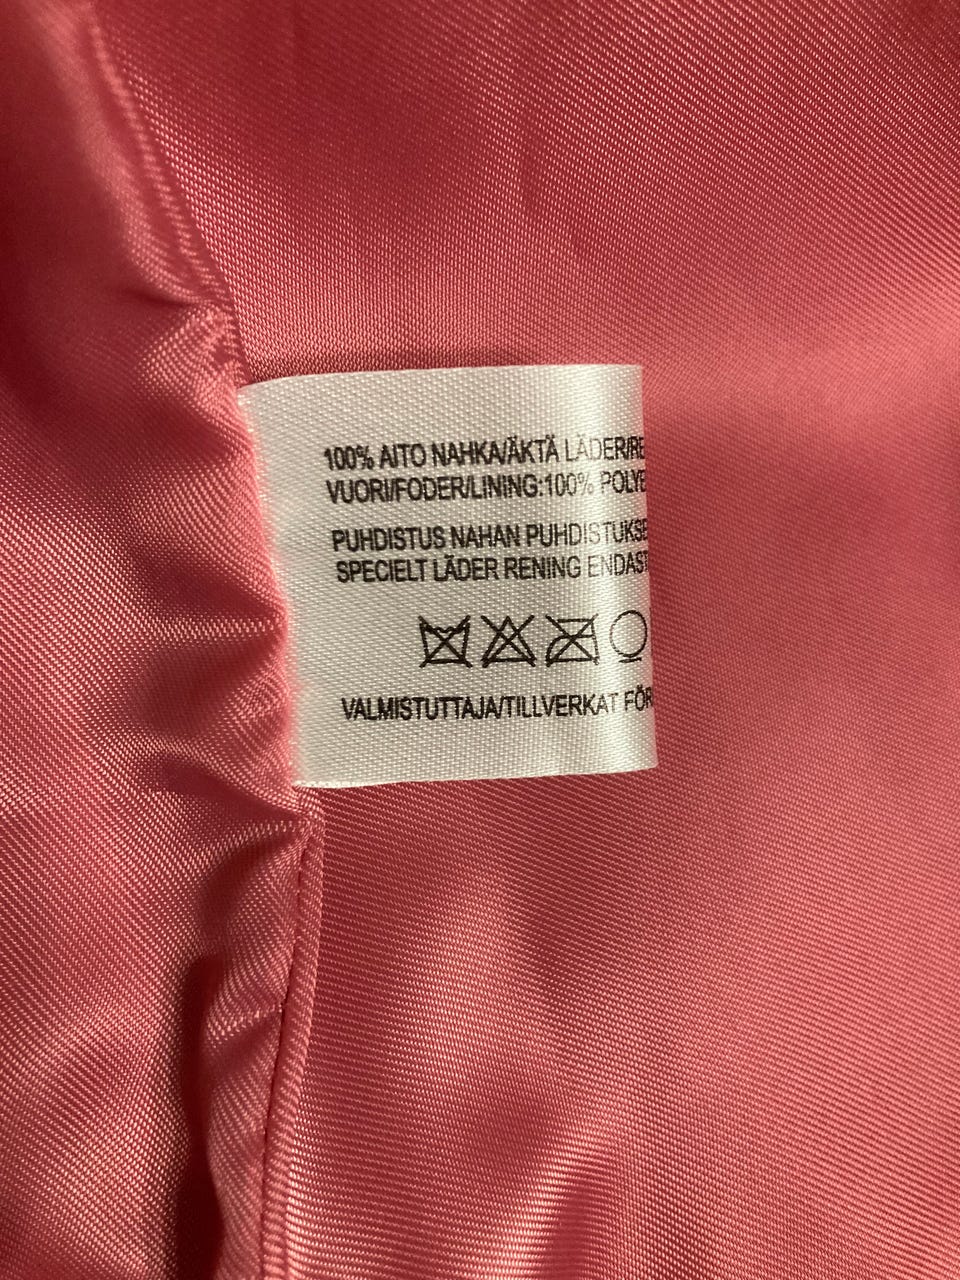 100% AITO NAHKA/ÄKTÄ LÄDER/RE
VUORI/FODER/LINING:100% POLYE
PUHDISTUS NAHAN PUHDISTUKSE
SPECIELT LÄDER RENING ENDAST
VALMISTUTTAJA/TILLVERKAT FÖR